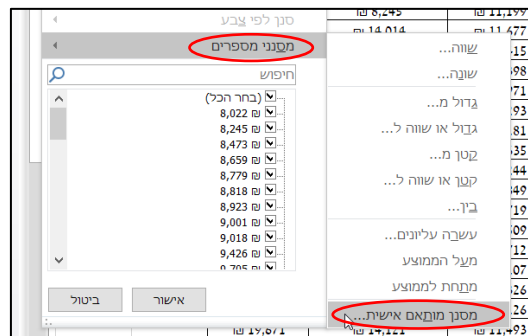 ₪ 11,199
₪ 8,245
סנן לפי צבע
₪ 14,014
מסנני מספרים
חיפוש
(בחר הכל)
₪ 8,022
₪ 8,245
₪ 8,473
₪ 8,659
₪ 8,779
₪ 8,818
₪ 8,923
₪ 9,001
₪ 9,018
₪ 9,426
₪ 9,705
אישור
ביטול
שווה...
שונה...
גדול מ...
גדול או שווה ל...
קטן מ...
קטן או שווה ל...
בין...
עשרה עליונים...
מעל הממוצע
מתחת לממוצע
מסנן מותאם אישית...
₪ 14,121
₪ 19,871